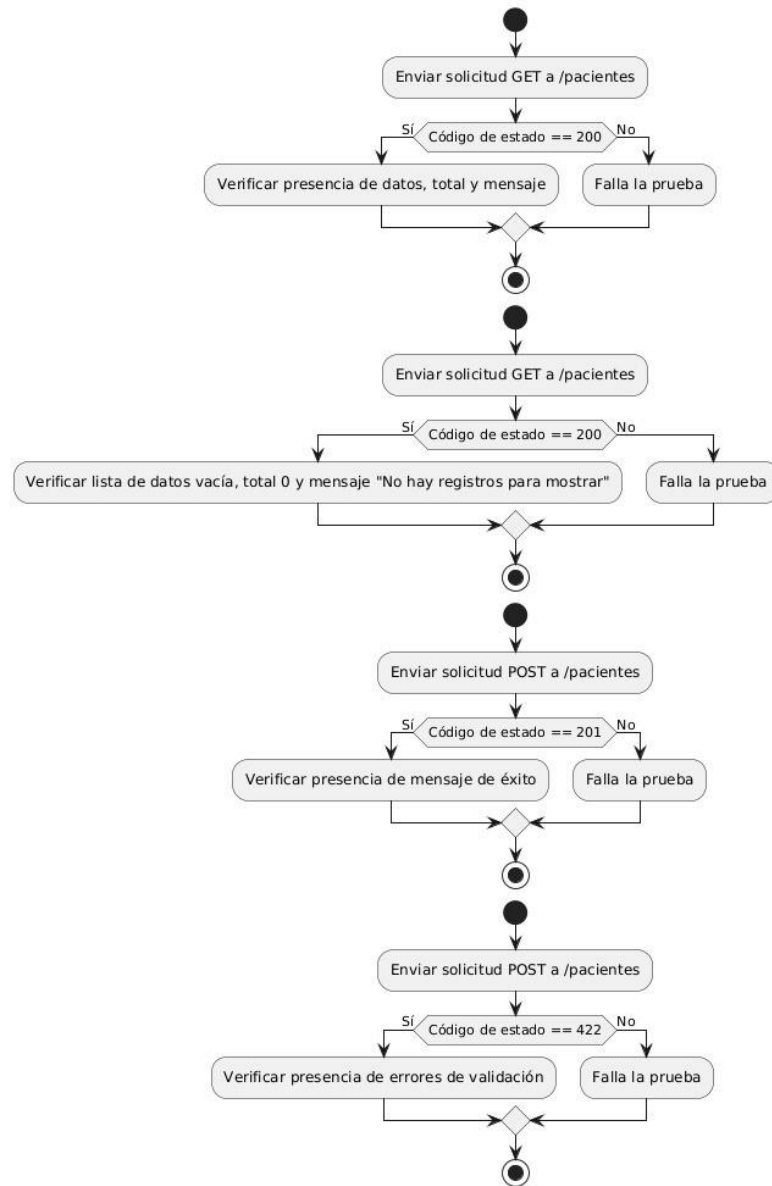 Enviar solicitud GET a /pacientes
Sí
Código de estado == 200
No
Verificar presencia de datos, total y mensaje
Falla la prueba
Enviar solicitud GET a /pacientes
Sí
Código de estado == 200
No
Verificar lista de datos vacía, total 0 y mensaje "No hay registros para mostrar"
Falla la prueba
Enviar solicitud POST a /pacientes
Sí
Código de estado == 201
No
Verificar presencia de mensaje de éxito
Falla la prueba
Enviar solicitud POST a /pacientes
Sí
Código de estado == 422
No
Verificar presencia de errores de validación
Falla la prueba